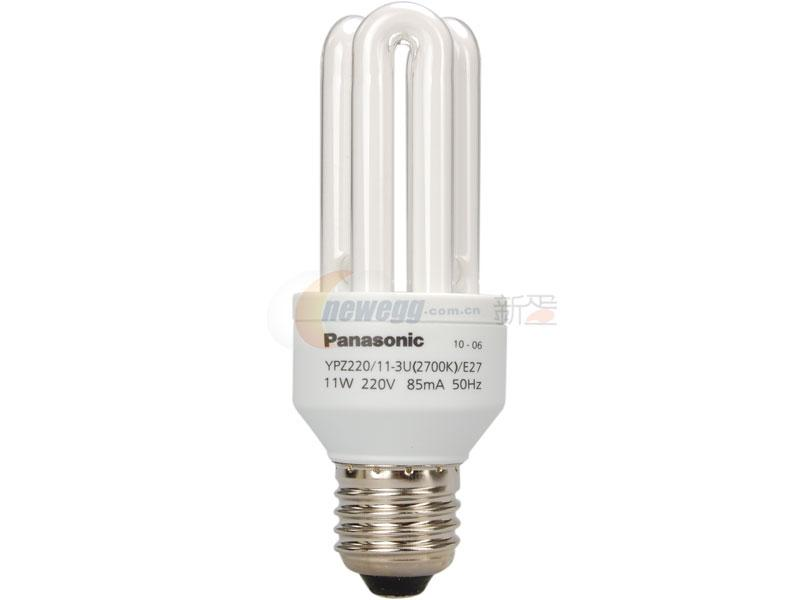 newegg.com.cn 新蛋
Panasonic 10-06
YPZ220/11-3U(2700K)/E27
11W 220V 85mA 50Hz